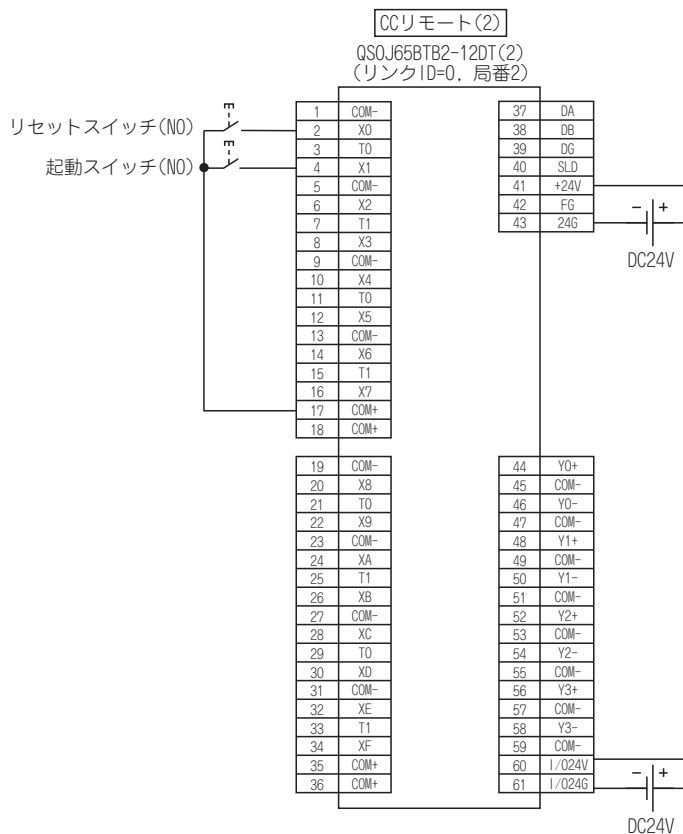 CCリモート(2)
QS0J65BTB2-12DT(2)
(リンクID=0, 局番2)
リセットスイッチ(NO)
起動スイッチ(NO)
1 COM-
2 X0
3 T0
4 X1
5 COM-
6 X2
7 T1
8 X3
9 COM-
10 X4
11 T0
12 X5
13 COM-
14 X6
15 T1
16 X7
17 COM+
18 COM+
19 COM-
20 X8
21 T0
22 X9
23 COM-
24 XA
25 T1
26 XB
27 COM-
28 XC
29 T0
30 XD
31 COM-
32 XE
33 T1
34 XF
35 COM+
36 COM+
37 DA
38 DB
39 DG
40 SLD
41 +24V
42 FG
43 24G
- +
DC24V
44 Y0+
45 COM-
46 Y0-
47 COM-
48 Y1+
49 COM-
50 Y1-
51 COM-
52 Y2+
53 COM-
54 Y2-
55 COM-
56 Y3+
57 COM-
58 Y3-
59 COM-
60 I/024V
61 I/024G
- +
DC24V